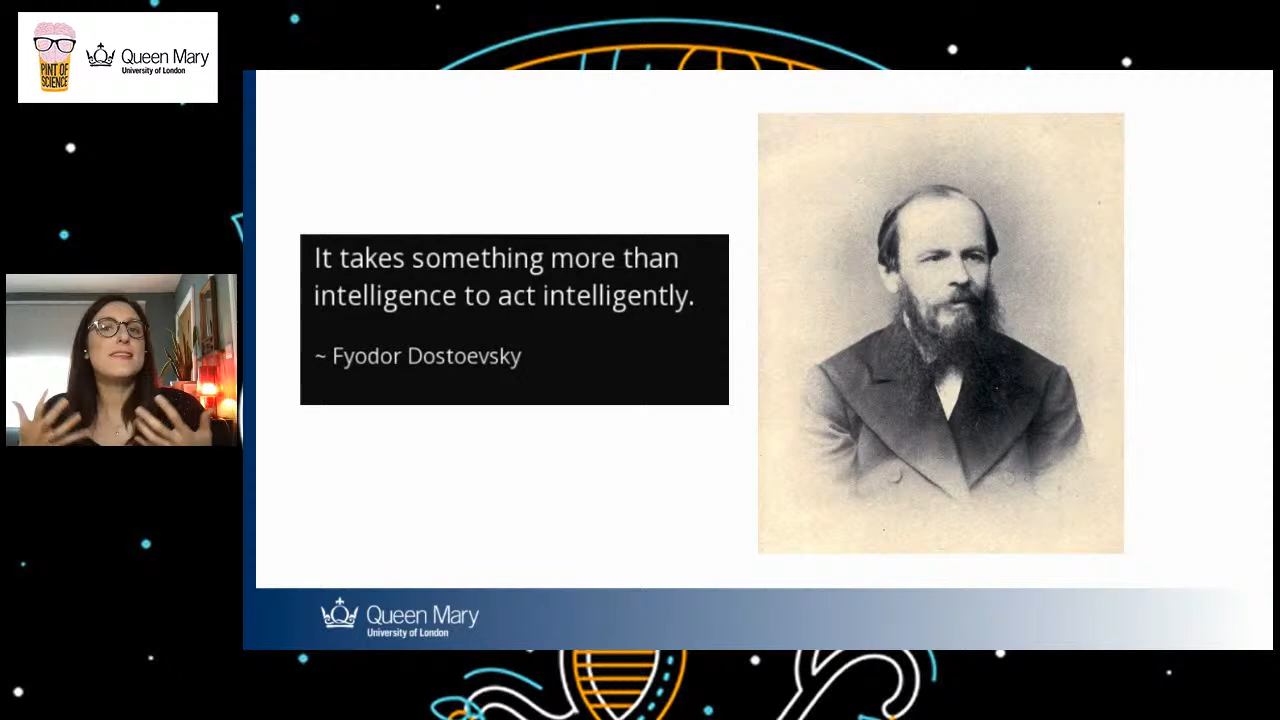 PINT OF
SCIENCE
Queen Mary
University of London
It takes something more than
intelligence to act intelligently.
~ Fyodor Dostoevsky
Queen Mary
University of London